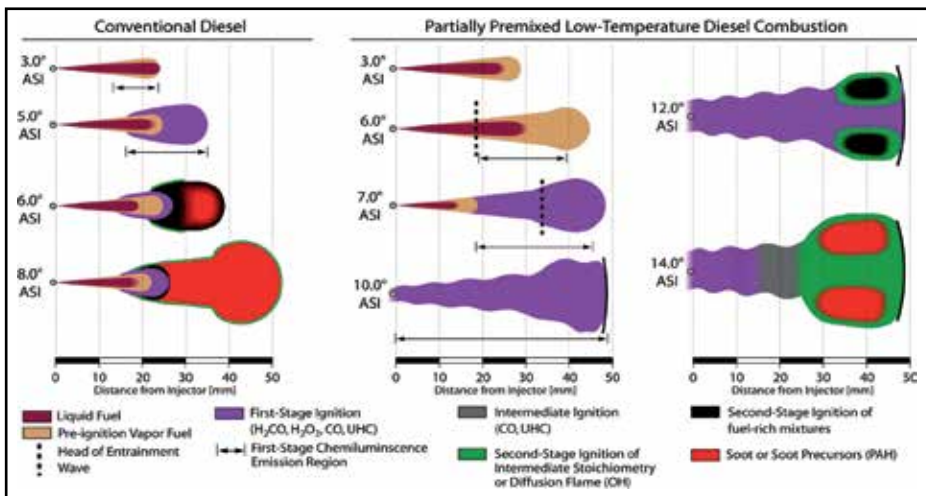 Conventional Diesel
Partially Premixed Low-Temperature Diesel Combustion
3.0°
ASI
5.0°
ASI
6.0°
ASI
8.0°
ASI
0 10 20 30 40 50
Distance from Injector [mm]
3.0°
ASI
6.0°
ASI
7.0°
ASI
10.0°
ASI
0 10 20 30 40 50
Distance from Injector [mm]
12.0°
ASI
14.0°
ASI
0 10 20 30 40 50
Distance from Injector [mm]
Liquid Fuel
Pre-ignition Vapor Fuel
Head of Entrainment
Wave
First-Stage Ignition
(H₂CO, H₂O₂, CO, UHC)
First-Stage Chemiluminscence
Emission Region
Intermediate Ignition
(CO, UHC)
Second-Stage Ignition of
Intermediate Stoichiometry
or Diffusion Flame (OH)
Second-Stage Ignition of
fuel-rich mixtures
Soot or Soot Precursors (PAH)